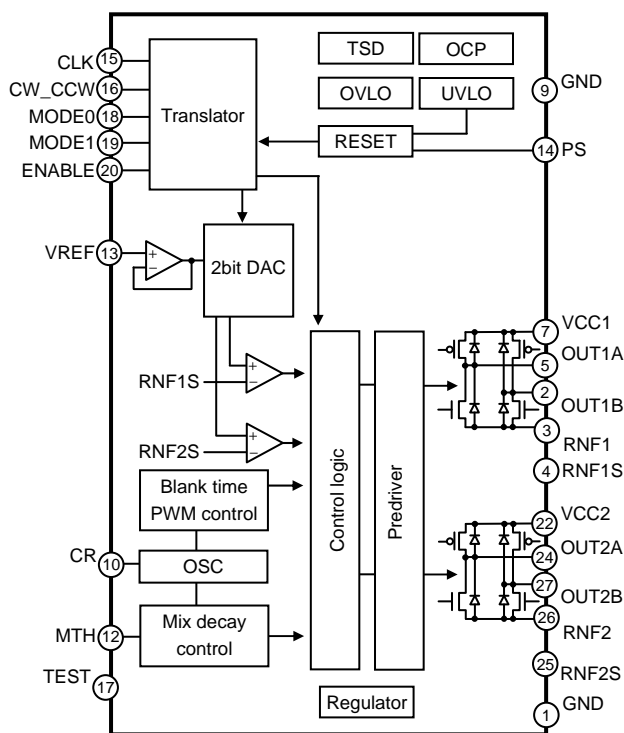 15
CLK
16
CW_CCW
18
MODE0
19
MODE1
20
ENABLE
Translator
TSD
OCP
OVLO
UVLO
RESET
9
GND
14
PS
VREF
13
+
−
2bit DAC
RNF1S
+
−
RNF2S
+
−
Blank time
PWM control
CR
10
OSC
MTH
12
Mix decay
control
TEST
17
Control logic
Predriver
Regulator
7
VCC1
5
OUT1A
2
OUT1B
3
RNF1
4
RNF1S
22
VCC2
24
OUT2A
27
OUT2B
26
RNF2
25
RNF2S
1
GND